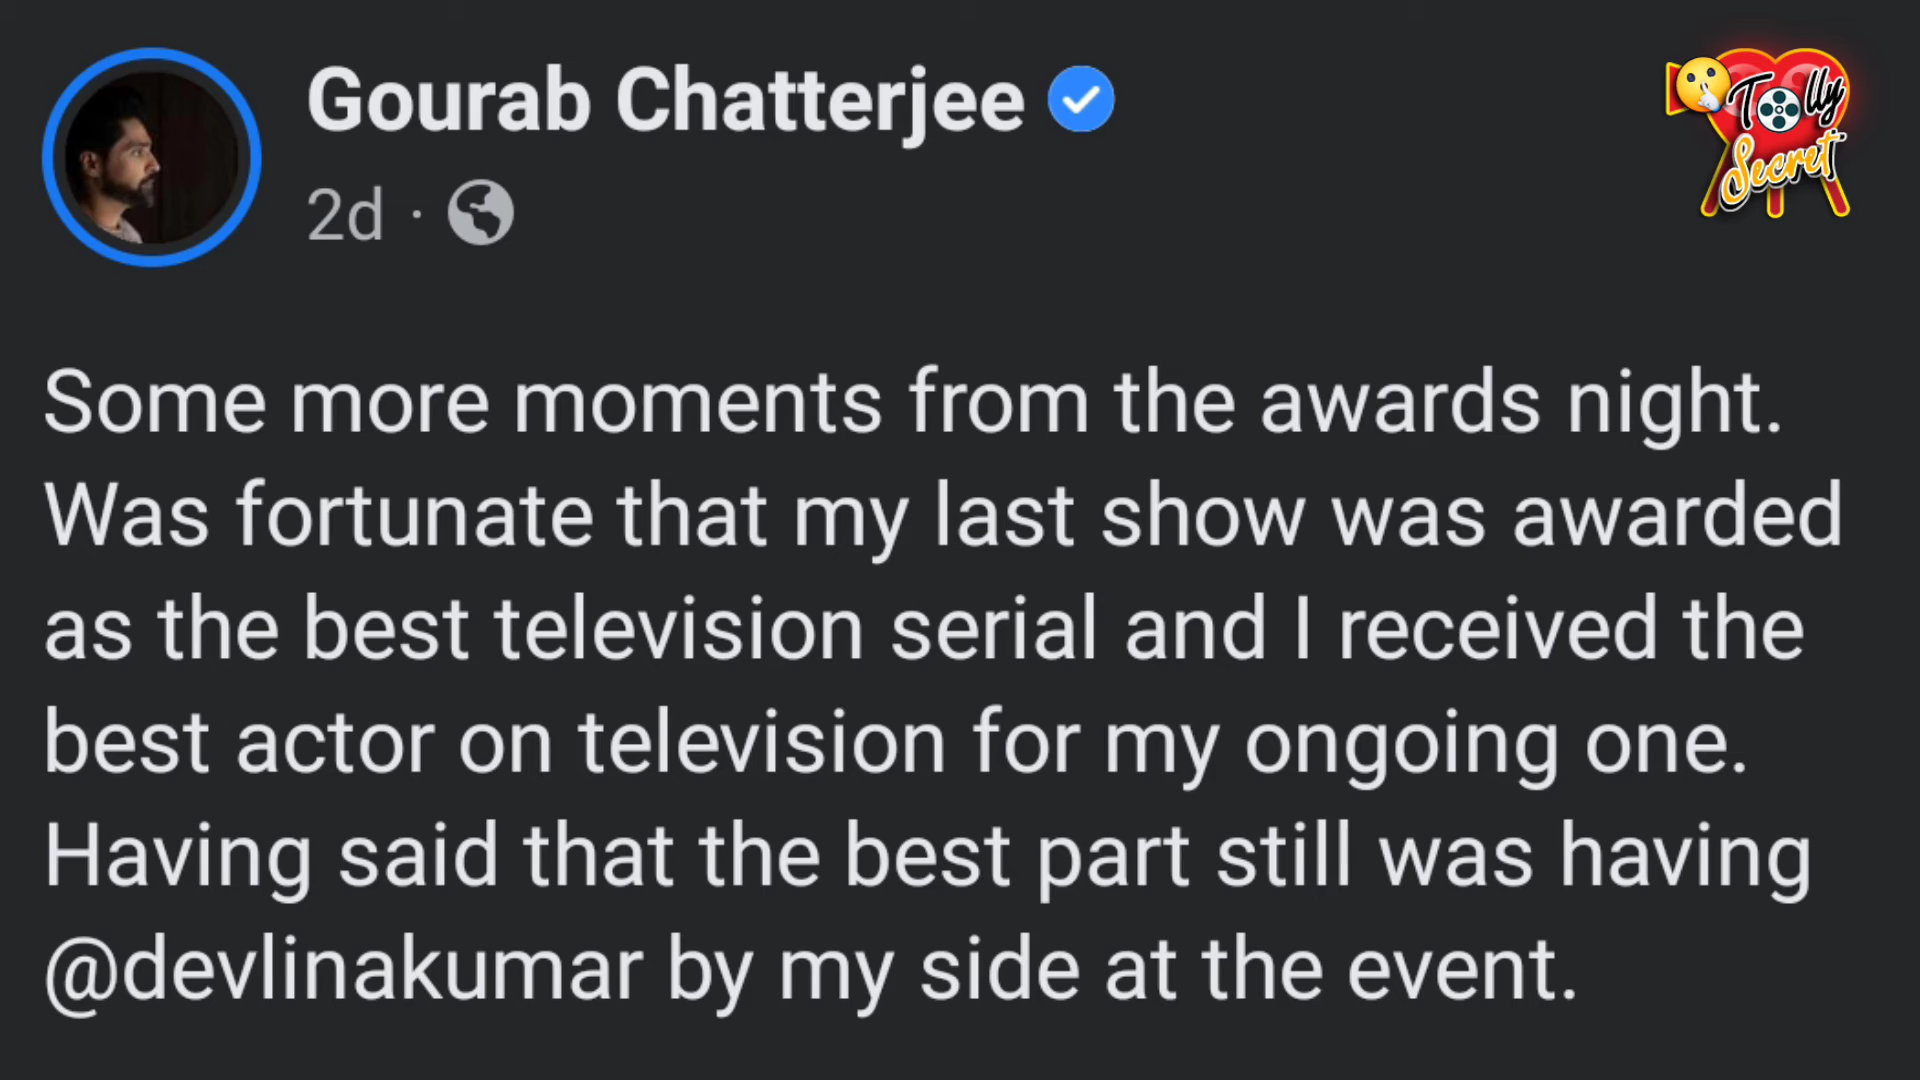 Gourab Chatterjee
2d ·
Tolly
Secret
Some more moments from the awards night.
Was fortunate that my last show was awarded
as the best television serial and I received the
best actor on television for my ongoing one.
Having said that the best part still was having
@devlinakumar by my side at the event.